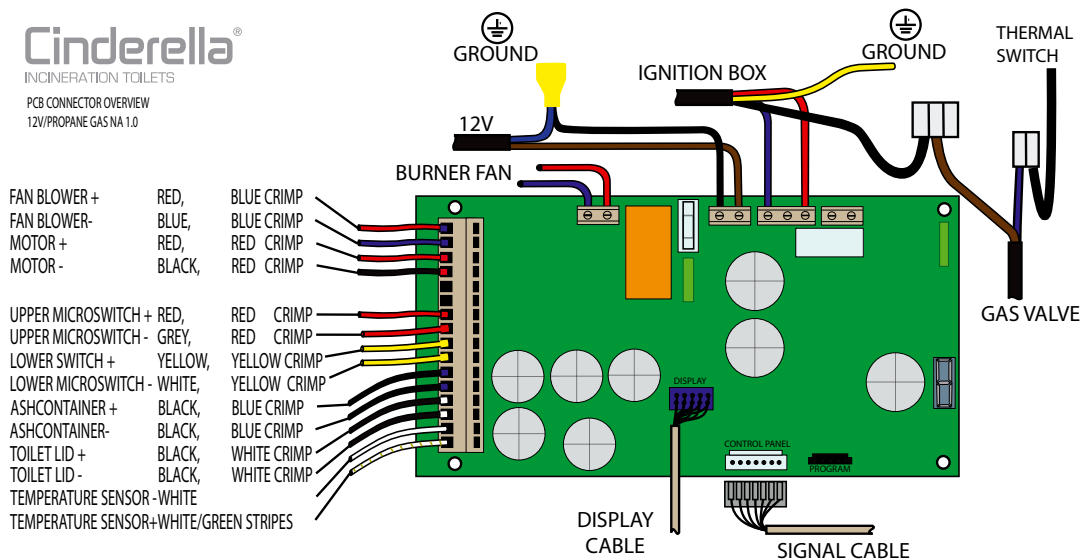 Cinderella®
INCINERATION TOILETS
PCB CONNECTOR OVERVIEW
12V/PROPANE GAS NA 1.0
GROUND
IGNITION BOX
GROUND
THERMAL
SWITCH
12V
BURNER FAN
GAS VALVE
FAN BLOWER + RED, BLUE CRIMP
FAN BLOWER- BLUE, BLUE CRIMP
MOTOR + RED, RED CRIMP
MOTOR - BLACK, RED CRIMP
UPPER MICROSWITCH + RED, RED CRIMP
UPPER MICROSWITCH - GREY, RED CRIMP
LOWER SWITCH + YELLOW, YELLOW CRIMP
LOWER MICROSWITCH - WHITE, YELLOW CRIMP
ASHCONTAINER + BLACK, BLUE CRIMP
ASHCONTAINER- BLACK, BLUE CRIMP
TOILET LID + BLACK, WHITE CRIMP
TOILET LID - BLACK, WHITE CRIMP
TEMPERATURE SENSOR -WHITE
TEMPERATURE SENSOR+WHITE/GREEN STRIPES
DISPLAY
CONTROL PANEL
PROGRAM
DISPLAY
CABLE
SIGNAL CABLE